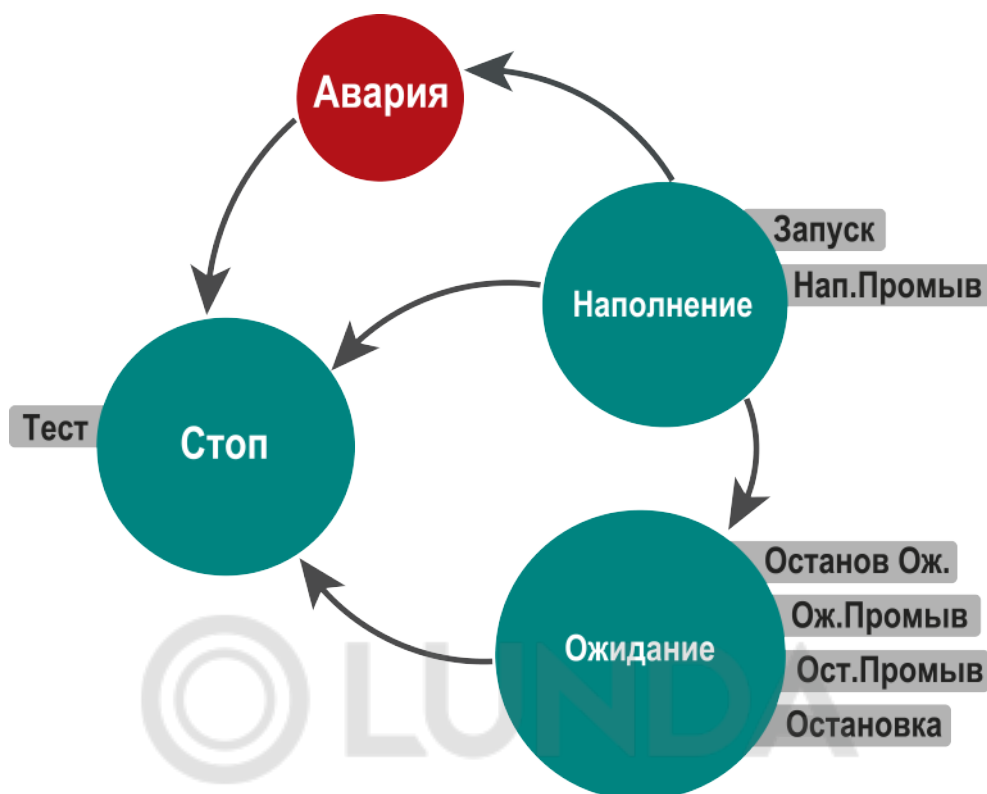 Авария
Запуск
Нап.Промыв
Наполнение
Тест
Стоп
Останов Ож.
Ож.Промыв
Ожидание
Ост.Промыв
Остановка
LUNDA